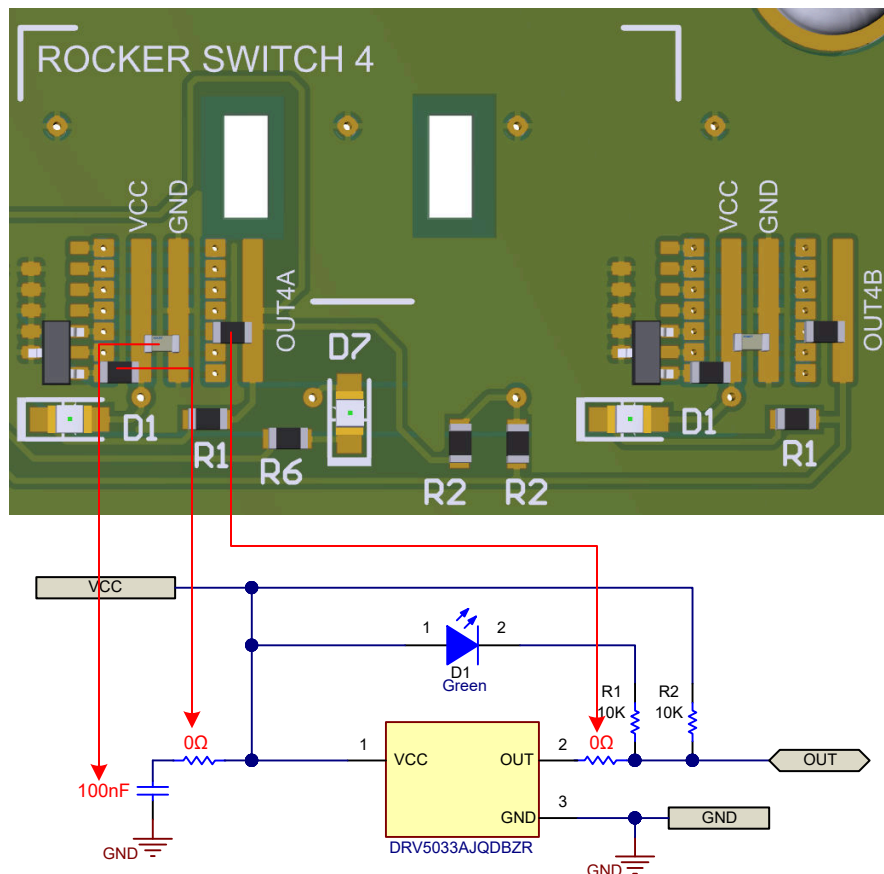 ROCKER SWITCH 4
VCC
GND
OUT4A
D7
D1
R1
R6
R2
R2
VCC
GND
OUT4B
D1
R1
VCC
1
2
D1
Green
R1
10K
R2
10K
0Ω
0Ω
1
VCC
OUT
2
OUT
100nF
GND
3
GND
GND
DRV5033AJQDBZR
GND